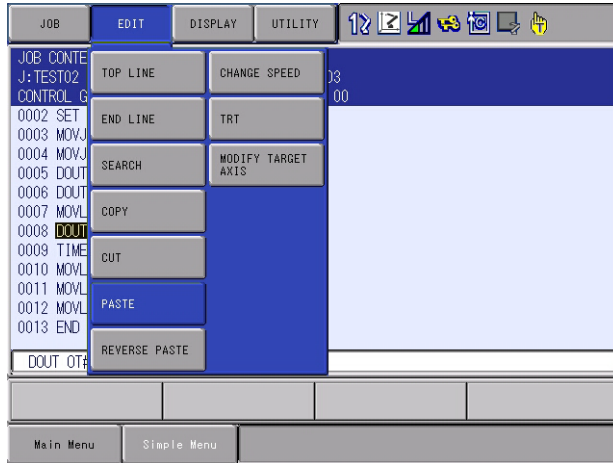 JOB
EDIT
DISPLAY
UTILITY
JOB CONTE
J:TEST02
03
CONTROL G
00
TOP LINE
CHANGE SPEED
END LINE
TRT
SEARCH
MODIFY TARGET
AXIS
COPY
CUT
PASTE
REVERSE PASTE
0002 SET
0003 MOVJ
0004 MOVJ
0005 DOUT
0006 DOUT
0007 MOVL
0008 DOUT
0009 TIME
0010 MOVL
0011 MOVL
0012 MOVL
0013 END
DOUT OT#
Main Menu
Simple Menu